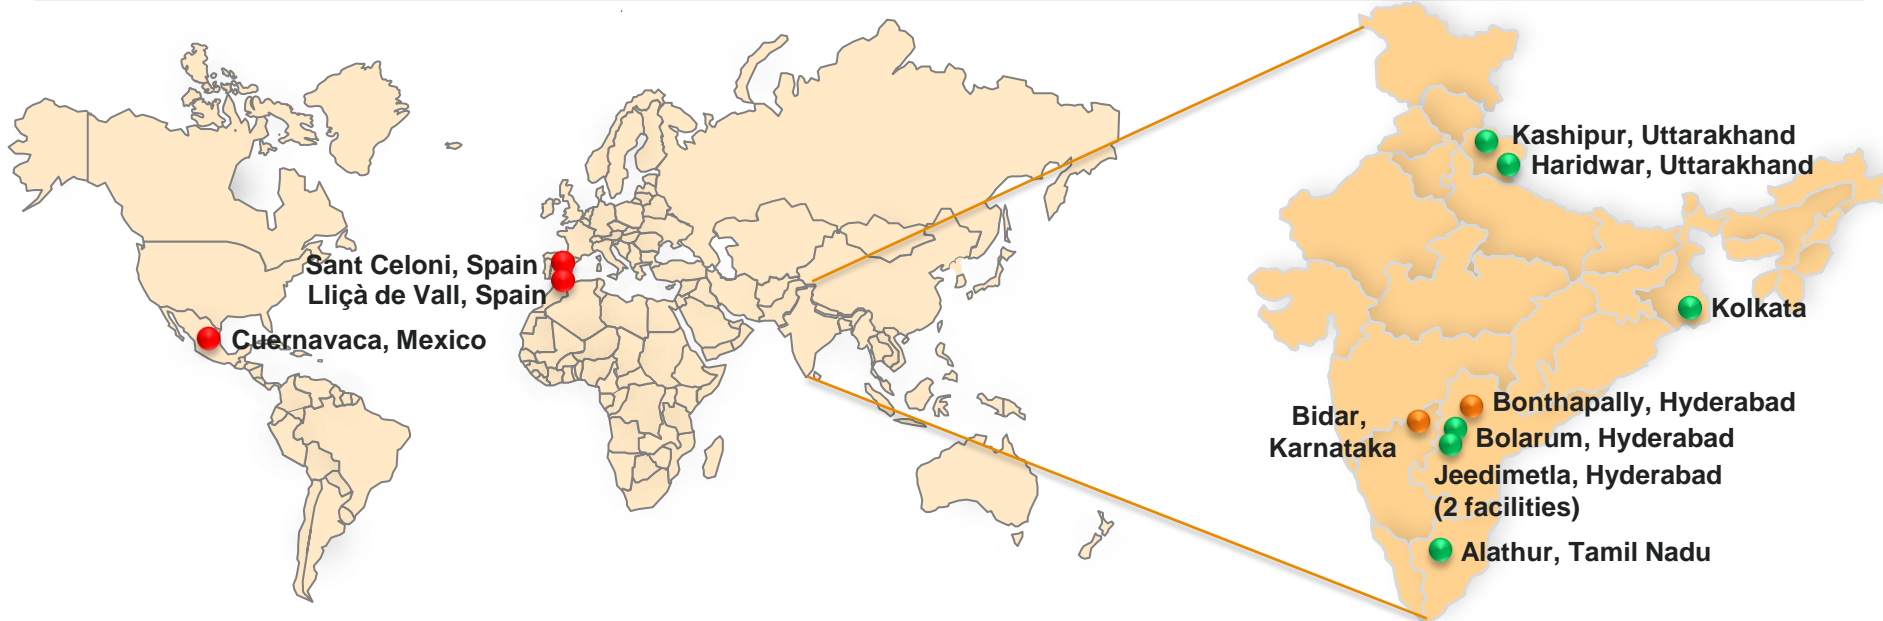 Sant Celoni, Spain
Lliçà de Vall, Spain
Cuernavaca, Mexico
Kashipur, Uttarakhand
Haridwar, Uttarakhand
Kolkata
Bidar,
Karnataka
Bonthapally, Hyderabad
Bolarum, Hyderabad
Jeedimetla, Hyderabad
(2 facilities)
Alathur, Tamil Nadu